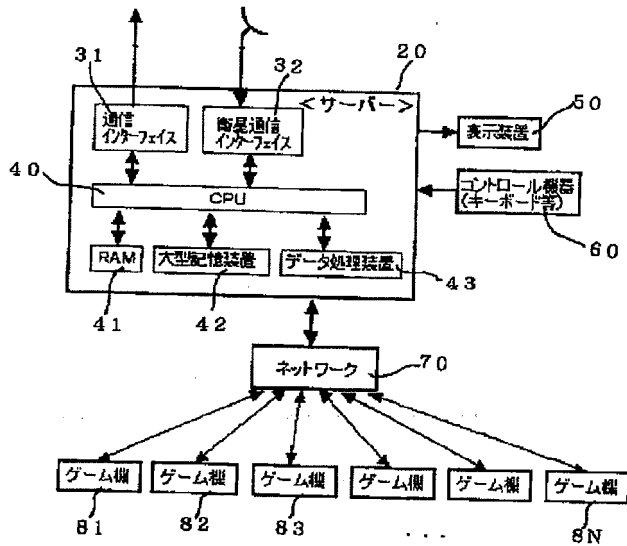 31
32
20
<サーバー>
通信
インターフェイス
衛星通信
インターフェイス
50
表示装置
40
CPU
コントロール機器
(キーボード等)
60
RAM
大型記憶装置
データ処理装置
43
41
42
ネットワーク
70
ゲーム機
ゲーム機
ゲーム機
ゲーム機
ゲーム機
ゲーム機
81
82
83
...
8N